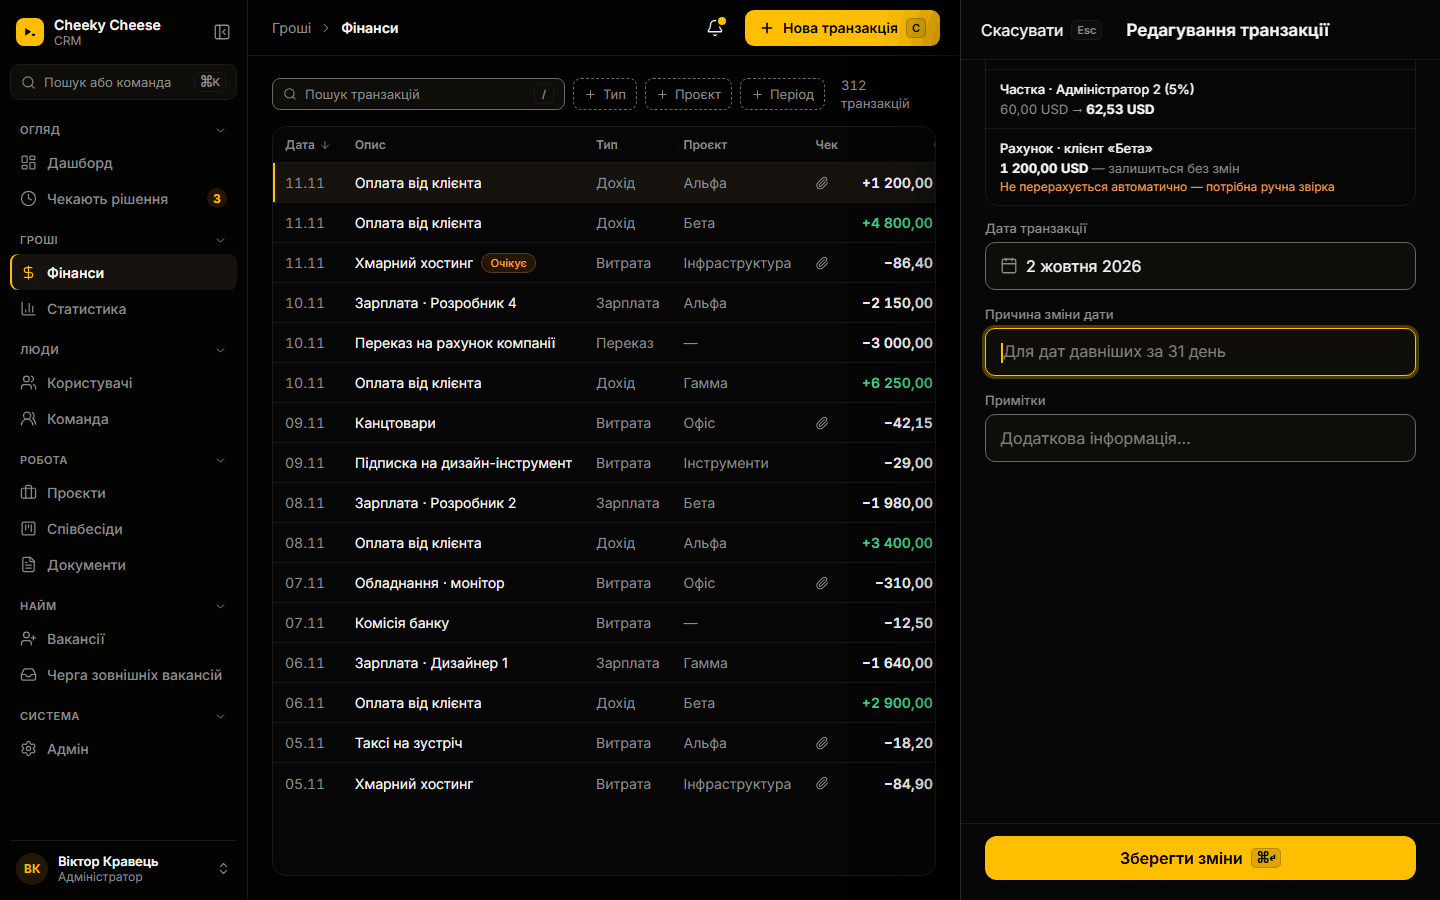 Cheeky Cheese
CRM
Пошук або команда ⌘K
ОГЛЯД
Дашборд
Чекають рішення 3
ГРОШІ
Фінанси
Статистика
ЛЮДИ
Користувачі
Команда
РОБОТА
Проєкти
Співбесіди
Документи
НАЙМ
Вакансії
Черга зовнішніх вакансій
СИСТЕМА
Адмін
ВК Віктор Кравець
Адміністратор
Гроші > Фінанси
+ Нова транзакція C
Пошук транзакцій / + Тип + Проєкт + Період 312
транзакцій
Дата ↓ Опис Тип Проєкт Чек
11.11 Оплата від клієнта Дохід Альфа +1 200,00
11.11 Оплата від клієнта Дохід Бета +4 800,00
11.11 Хмарний хостинг Очікує Витрата Інфраструктура −86,40
10.11 Зарплата · Розробник 4 Зарплата Альфа −2 150,00
10.11 Переказ на рахунок компанії Переказ — −3 000,00
10.11 Оплата від клієнта Дохід Гамма +6 250,00
09.11 Канцтовари Витрата Офіс −42,15
09.11 Підписка на дизайн-інструмент Витрата Інструменти −29,00
08.11 Зарплата · Розробник 2 Зарплата Бета −1 980,00
08.11 Оплата від клієнта Дохід Альфа +3 400,00
07.11 Обладнання · монітор Витрата Офіс −310,00
07.11 Комісія банку Витрата — −12,50
06.11 Зарплата · Дизайнер 1 Зарплата Гамма −1 640,00
06.11 Оплата від клієнта Дохід Бета +2 900,00
05.11 Таксі на зустріч Витрата Альфа −18,20
05.11 Хмарний хостинг Витрата Інфраструктура −84,90
Скасувати Esc Редагування транзакції
Частка · Адміністратор 2 (5%)
60,00 USD → 62,53 USD
Рахунок · клієнт «Бета»
1 200,00 USD — залишиться без змін
Не перерахується автоматично — потрібна ручна звірка
Дата транзакції
2 жовтня 2026
Причина зміни дати
Для дат давніших за 31 день
Примітки
Додаткова інформація...
Зберегти зміни ⌘↵